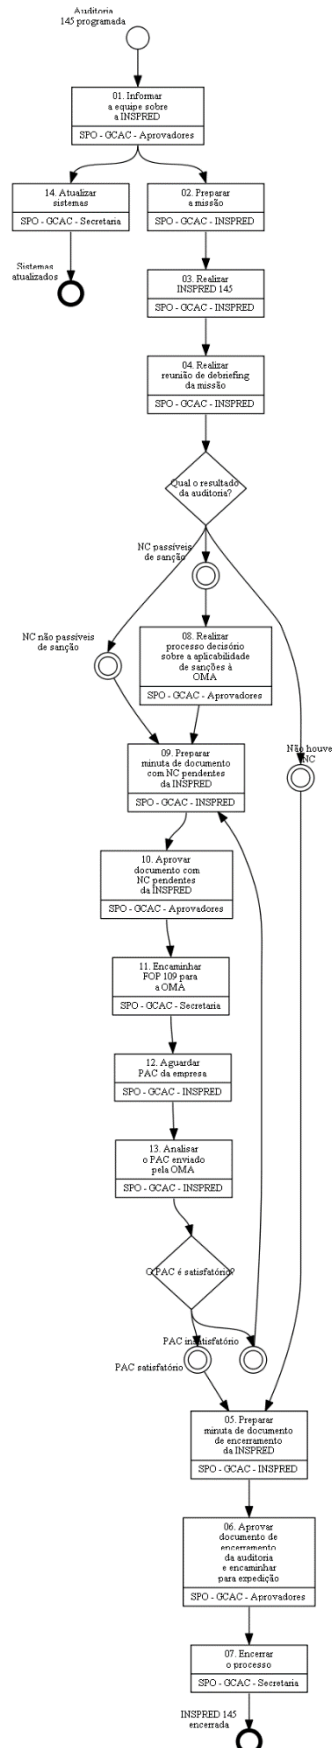 Auditoria
145 programada
01. Informar
a equipe sobre
a INSPRED
SPO - GCAC - Aprovadores
14. Atualizar
sistemas
SPO - GCAC - Secretaria
02. Preparar
a missão
SPO - GCAC - INSPRED
Sistemas
atualizados
03. Realizar
INSPRED 145
SPO - GCAC - INSPRED
04. Realizar
reunião de debriefing
da missão
SPO - GCAC - INSPRED
Qual o resultado
da auditoria?
NC passíveis
de sanção
NC não passíveis
de sanção
08. Realizar
processo decisório
sobre a aplicabilidade
de sanções à
OMA
SPO - GCAC - Aprovadores
Não houve
NC
09. Preparar
minuta de documento
com NC pendentes
da INSPRED
SPO - GCAC - INSPRED
10. Aprovar
documento com
NC pendentes
da INSPRED
SPO - GCAC - Aprovadores
11. Encaminhar
FOP 109 para
a OMA
SPO - GCAC - Secretaria
12. Aguardar
PAC da empresa
SPO - GCAC - INSPRED
13. Analisar
o PAC enviado
pela OMA
SPO - GCAC - INSPRED
O PAC é satisfatório?
PAC insatisfatório
PAC satisfatório
05. Preparar
minuta de documento
de encerramento
da INSPRED
SPO - GCAC - INSPRED
06. Aprovar
documento de
encerramento
da auditoria
e encaminhar
para expedição
SPO - GCAC - Aprovadores
07. Encerrar
o processo
SPO - GCAC - Secretaria
INSPRED 145
encerrada